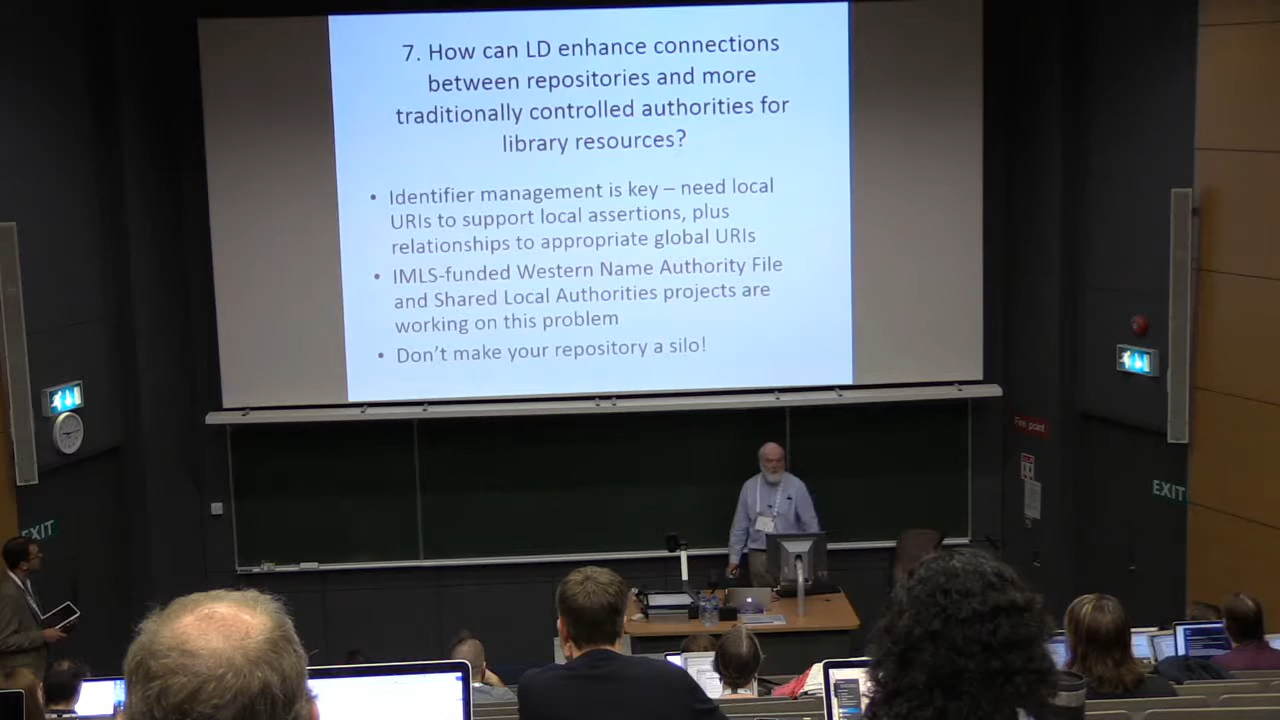 7. How can LD enhance connections
between repositories and more
traditionally controlled authorities for
library resources?
• Identifier management is key – need local
URIs to support local assertions, plus
relationships to appropriate global URIs
• IMLS-funded Western Name Authority File
and Shared Local Authorities projects are
working on this problem
• Don't make your repository a silo!
Fire point
EXIT
EXIT